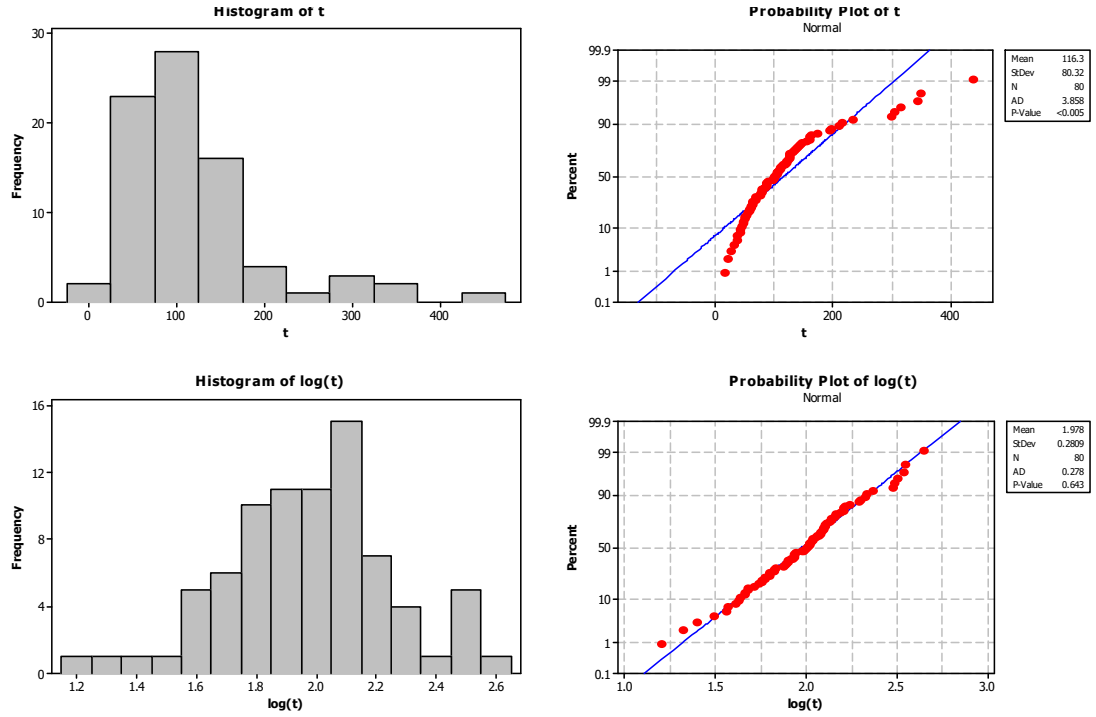 Histogram of t
30
20
10
0
Frequency
0 100 200 300 400
t
Probability Plot of t
Normal
99.9
99
90
50
10
1
0.1
Percent
0 200 400
t
Mean 116.3
StDev 80.32
N 80
AD 3.858
P-Value <0.005
Histogram of log(t)
16
12
8
4
0
Frequency
1.2 1.4 1.6 1.8 2.0 2.2 2.4 2.6
log(t)
Probability Plot of log(t)
Normal
99.9
99
90
50
10
1
0.1
Percent
1.0 1.5 2.0 2.5 3.0
log(t)
Mean 1.978
StDev 0.2809
N 80
AD 0.278
P-Value 0.643